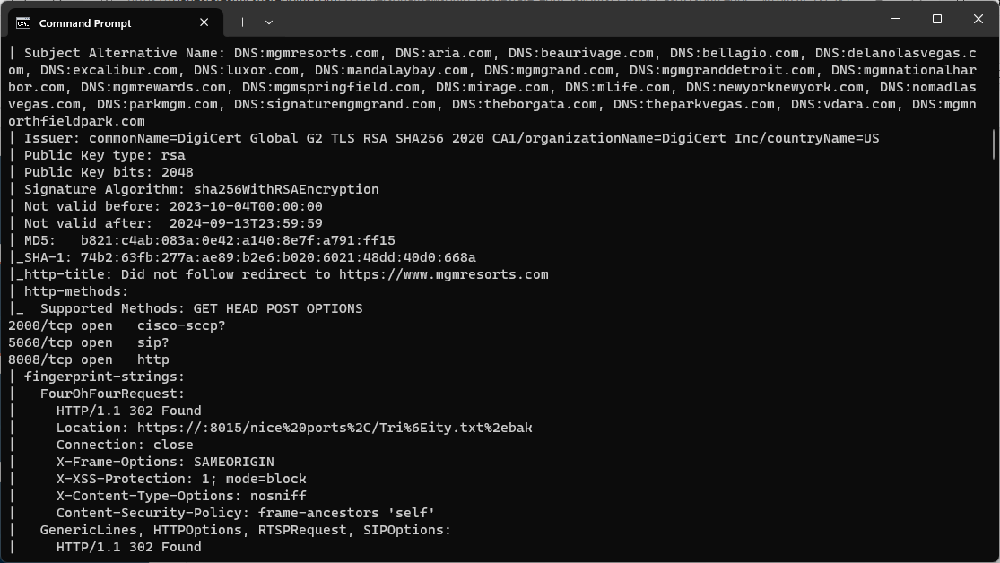 Command Prompt
| Subject Alternative Name: DNS:mgmresorts.com, DNS:aria.com, DNS:beaurivage.com, DNS:bellagio.com, DNS:delanolasvegas.c
om, DNS:excalibur.com, DNS:luxor.com, DNS:mandalaybay.com, DNS:mgmgrand.com, DNS:mgmgranddetroit.com, DNS:mgmnationalhar
bor.com, DNS:mgmrewards.com, DNS:mgmspringfield.com, DNS:mirage.com, DNS:mlife.com, DNS:newyorknewyork.com, DNS:nomadlas
vegas.com, DNS:parkmgm.com, DNS:signaturemgmgrand.com, DNS:theborgata.com, DNS:theparkvegas.com, DNS:vdara.com, DNS:mgmn
orthfieldpark.com
| Issuer: commonName=DigiCert Global G2 TLS RSA SHA256 2020 CA1/organizationName=DigiCert Inc/countryName=US
| Public Key type: rsa
| Public Key bits: 2048
| Signature Algorithm: sha256WithRSAEncryption
| Not valid before: 2023-10-04T00:00:00
| Not valid after:  2024-09-13T23:59:59
| MD5:   b821:c4ab:083a:0e42:a140:8e7f:a791:ff15
|_SHA-1: 74b2:63fb:277a:ae89:b2e6:b020:6021:48dd:40d0:668a
|_http-title: Did not follow redirect to https://www.mgmresorts.com
| http-methods:
|_  Supported Methods: GET HEAD POST OPTIONS
2000/tcp open   cisco-sccp?
5060/tcp open   sip?
8008/tcp open   http
| fingerprint-strings:
|   FourOhFourRequest:
|     HTTP/1.1 302 Found
|     Location: https://:8015/nice%20ports%2C/Tri%6Eity.txt%2ebak
|     Connection: close
|     X-Frame-Options: SAMEORIGIN
|     X-XSS-Protection: 1; mode=block
|     X-Content-Type-Options: nosniff
|     Content-Security-Policy: frame-ancestors 'self'
|   GenericLines, HTTPOptions, RTSPRequest, SIPOptions:
|     HTTP/1.1 302 Found